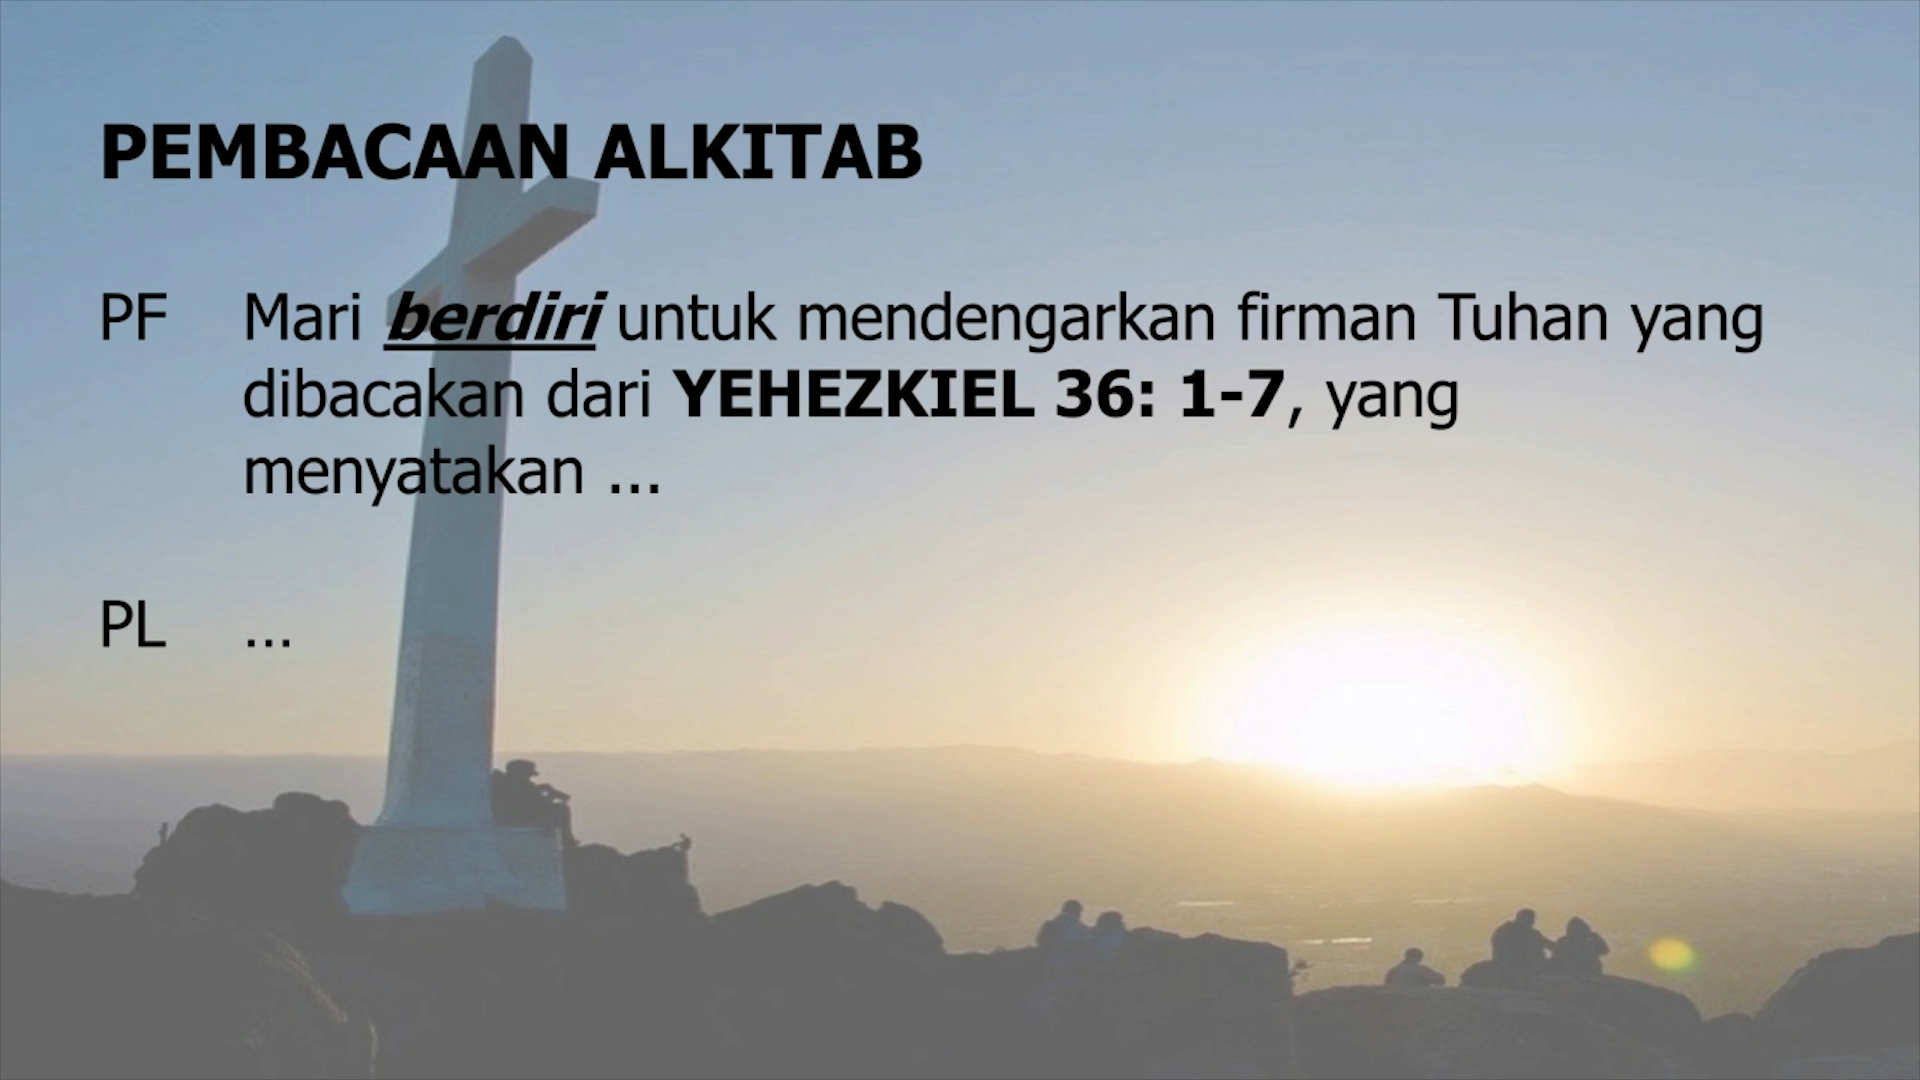 PEMBACAAN ALKITAB
PF Mari berdiri untuk mendengarkan firman Tuhan yang
dibacakan dari YEHEZKIEL 36: 1-7, yang
menyatakan ...
PL ...